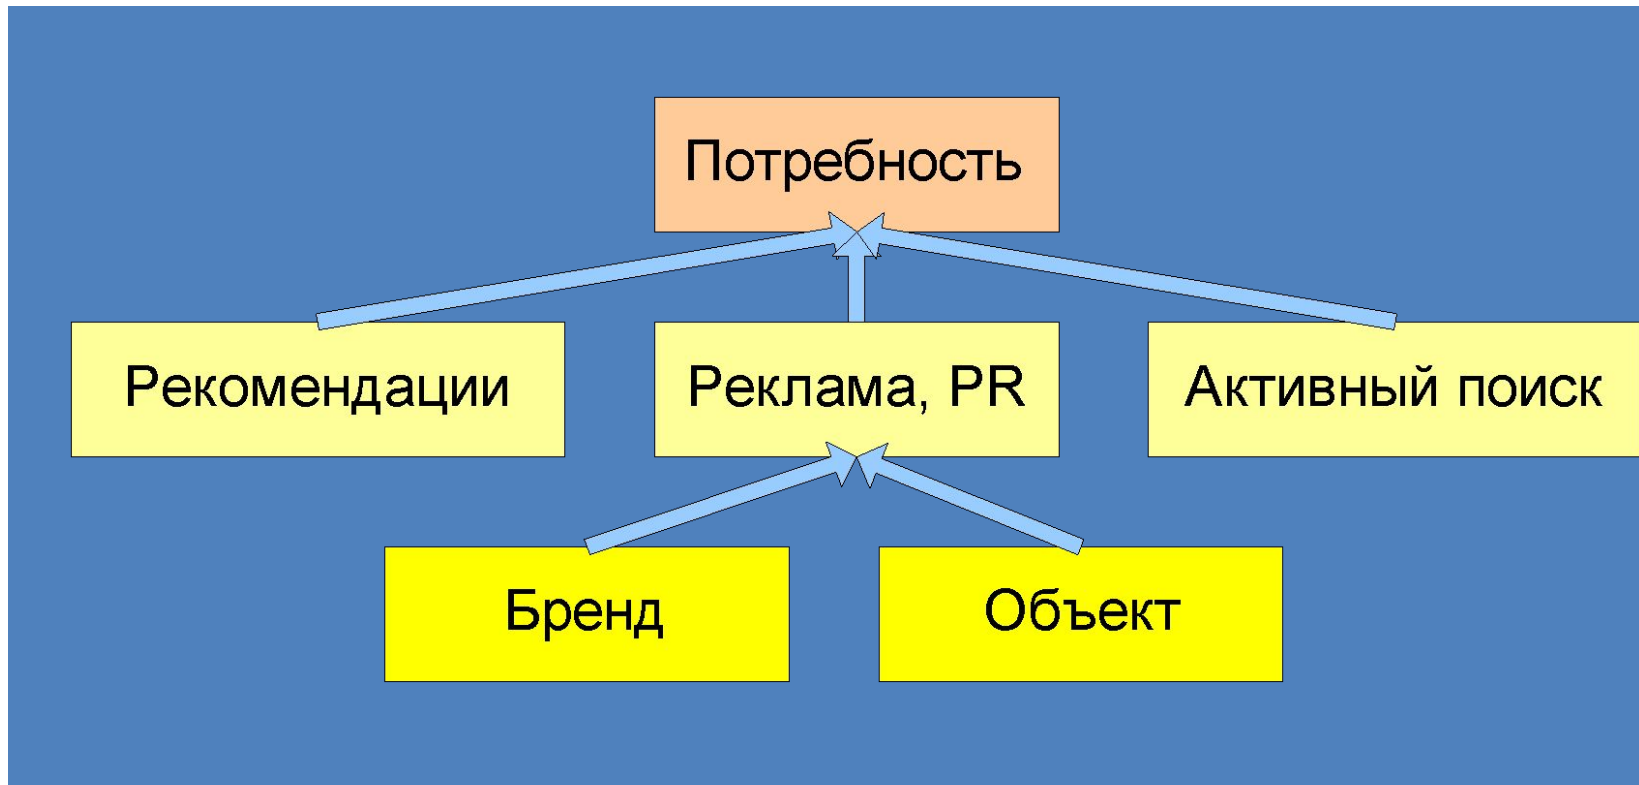 Потребность
Рекомендации
Реклама, PR
Активный поиск
Бренд
Объект